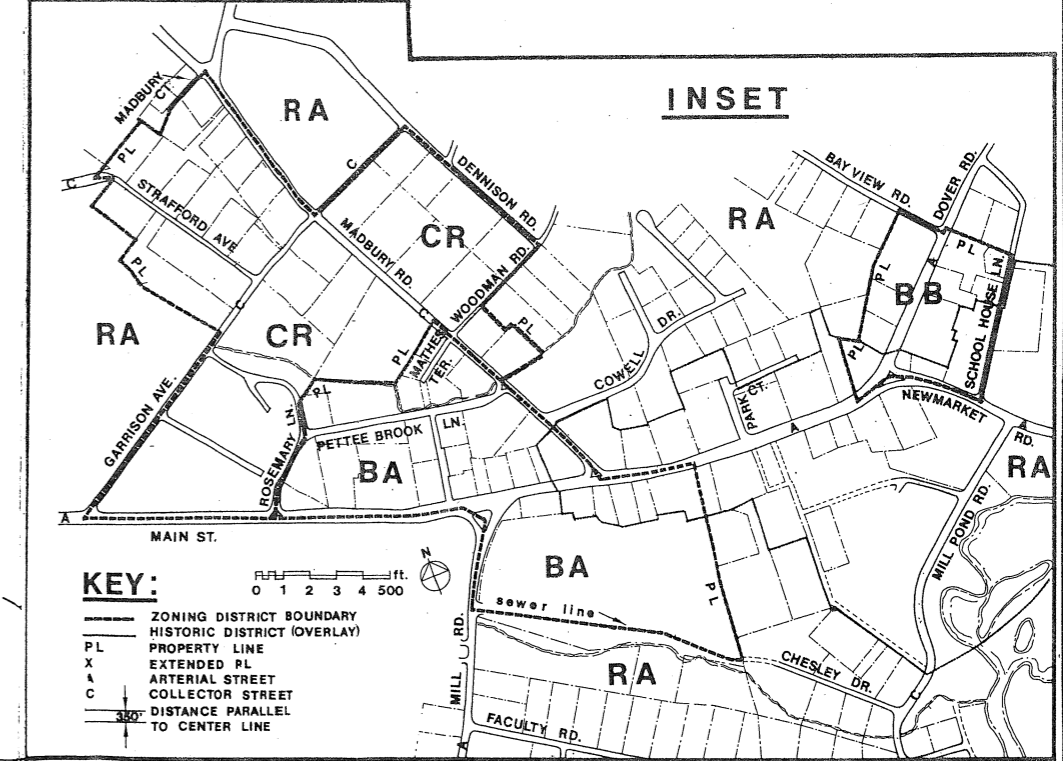 INSET
MADBURY CT.
RA
C
DENNISON RD.
BAY VIEW RD.
DOVER RD.
PL
C
STRAFFORD AVE
MADBURY RD.
CR
RA
PL
A
PL
PL
C
BB
SCHOOL HOUSE LN.
RA
CR
C
WOODMAN RD.
PL
DR.
COWELL
PL
MATHES TER.
PL
PL
PARK CT.
A
NEWMARKET RD.
A
RA
GARRISON AVE.
ROSEMARY LN.
PETTEE BROOK LN.
BA
A
MAIN ST.
MILL POND RD.
N
BA
PL
sewer line
KEY:
ft.
0 1 2 3 4 500
ZONING DISTRICT BOUNDARY
HISTORIC DISTRICT (OVERLAY)
PL PROPERTY LINE
X EXTENDED PL
A ARTERIAL STREET
C COLLECTOR STREET
350' DISTANCE PARALLEL
TO CENTER LINE
MILL RD.
RA
CHESLEY DR.
C
FACULTY RD.
A